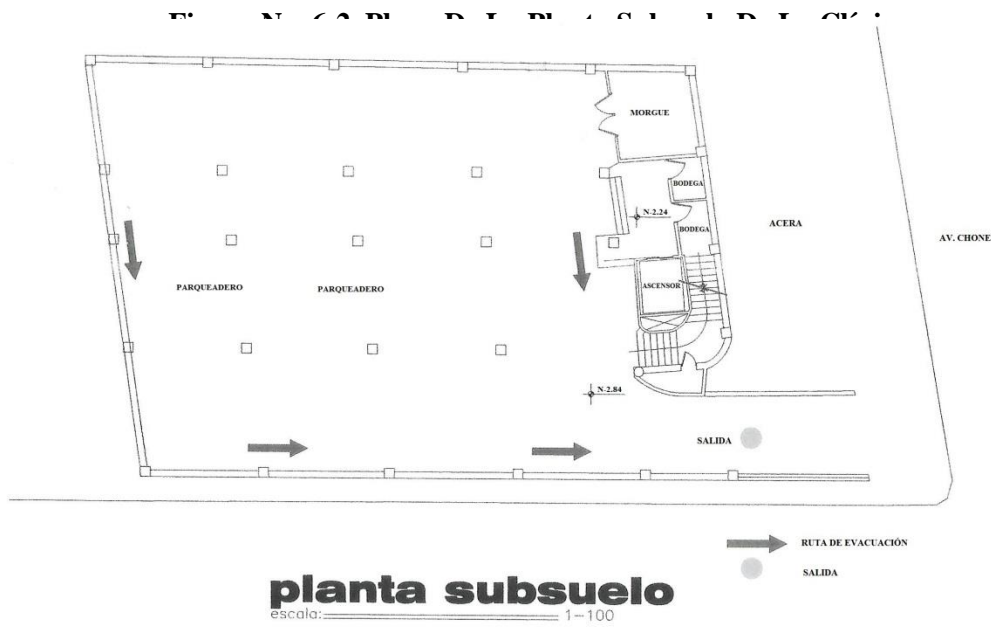 MORGUE
BODEGA
N-2.24
BODEGA
ACERA
AV. CHONE
ASCENSOR
PARQUEADERO
PARQUEADERO
N-2.84
SALIDA
RUTA DE EVACUACIÓN
SALIDA
planta subsuelo
escala: 1-100